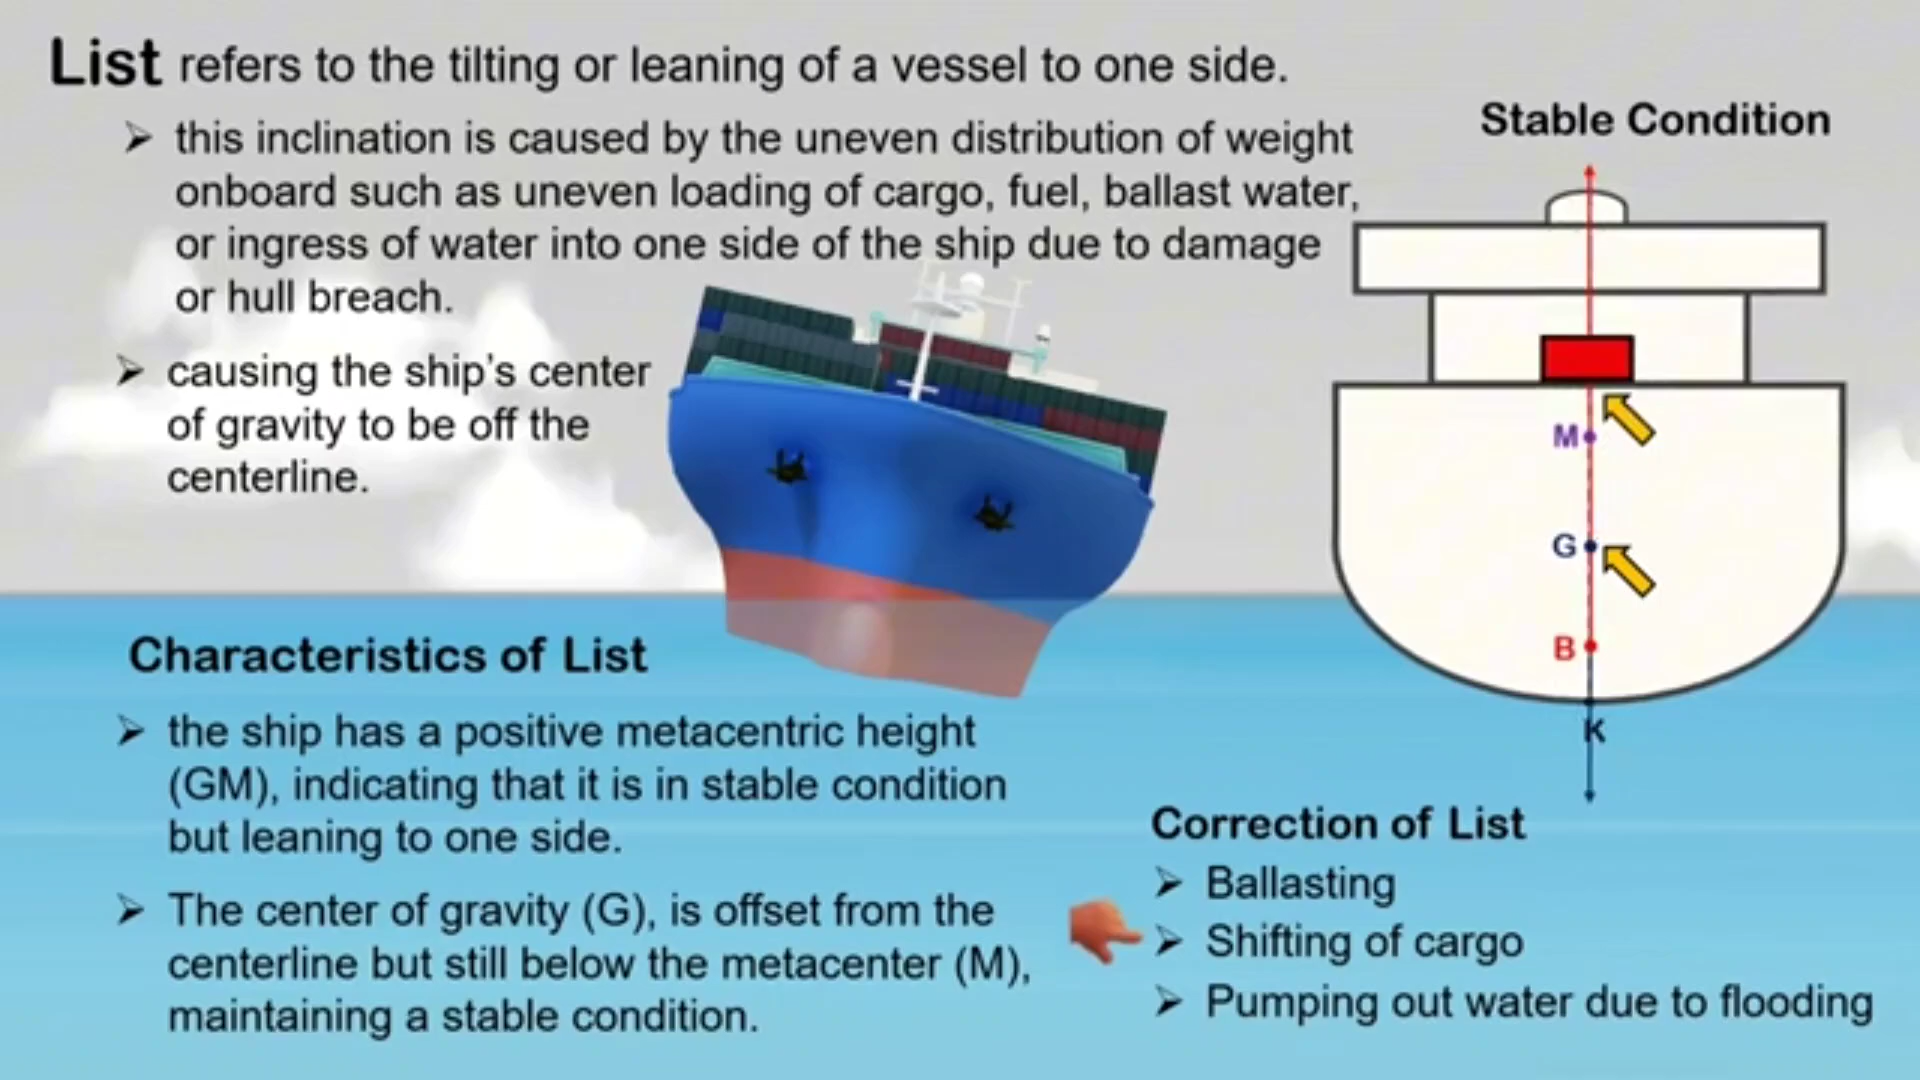 List refers to the tilting or leaning of a vessel to one side.
➢ this inclination is caused by the uneven distribution of weight
onboard such as uneven loading of cargo, fuel, ballast water,
or ingress of water into one side of the ship due to damage
or hull breach.
➢ causing the ship's center
of gravity to be off the
centerline.
Characteristics of List
➢ the ship has a positive metacentric height
(GM), indicating that it is in stable condition
but leaning to one side.
➢ The center of gravity (G), is offset from the
centerline but still below the metacenter (M),
maintaining a stable condition.
Stable Condition
M
G
B
K
Correction of List
➢ Ballasting
➢ Shifting of cargo
➢ Pumping out water due to flooding